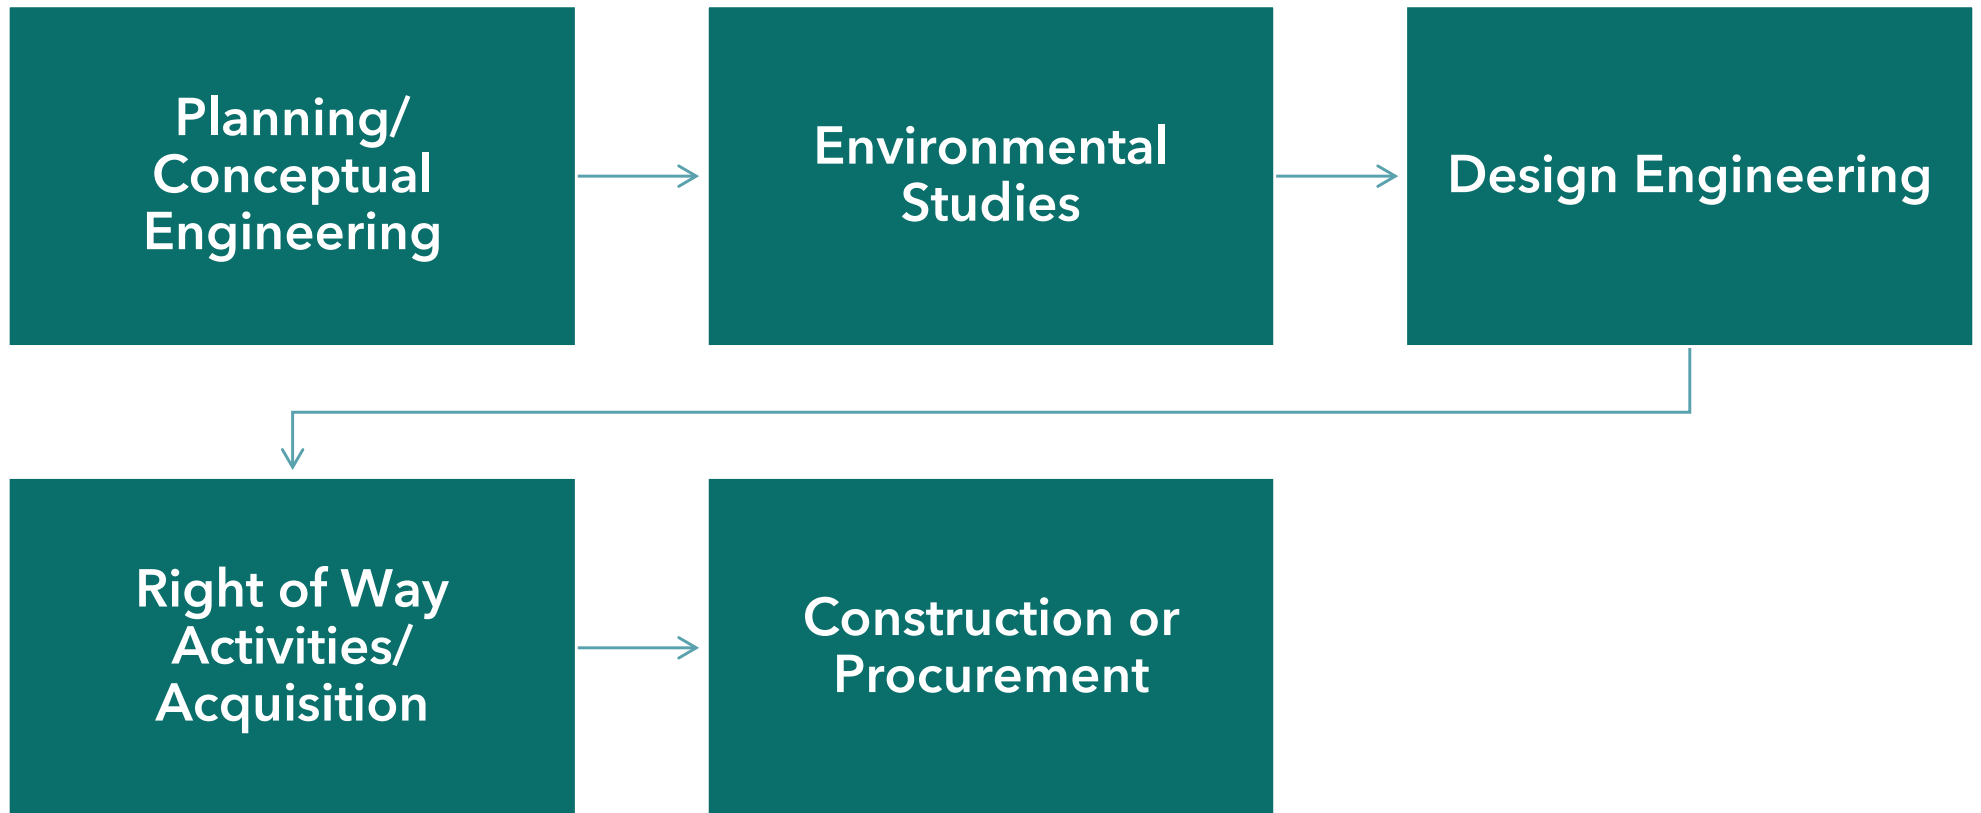 Planning/
Conceptual
Engineering
Environmental
Studies
Design Engineering
Right of Way
Activities/
Acquisition
Construction or
Procurement